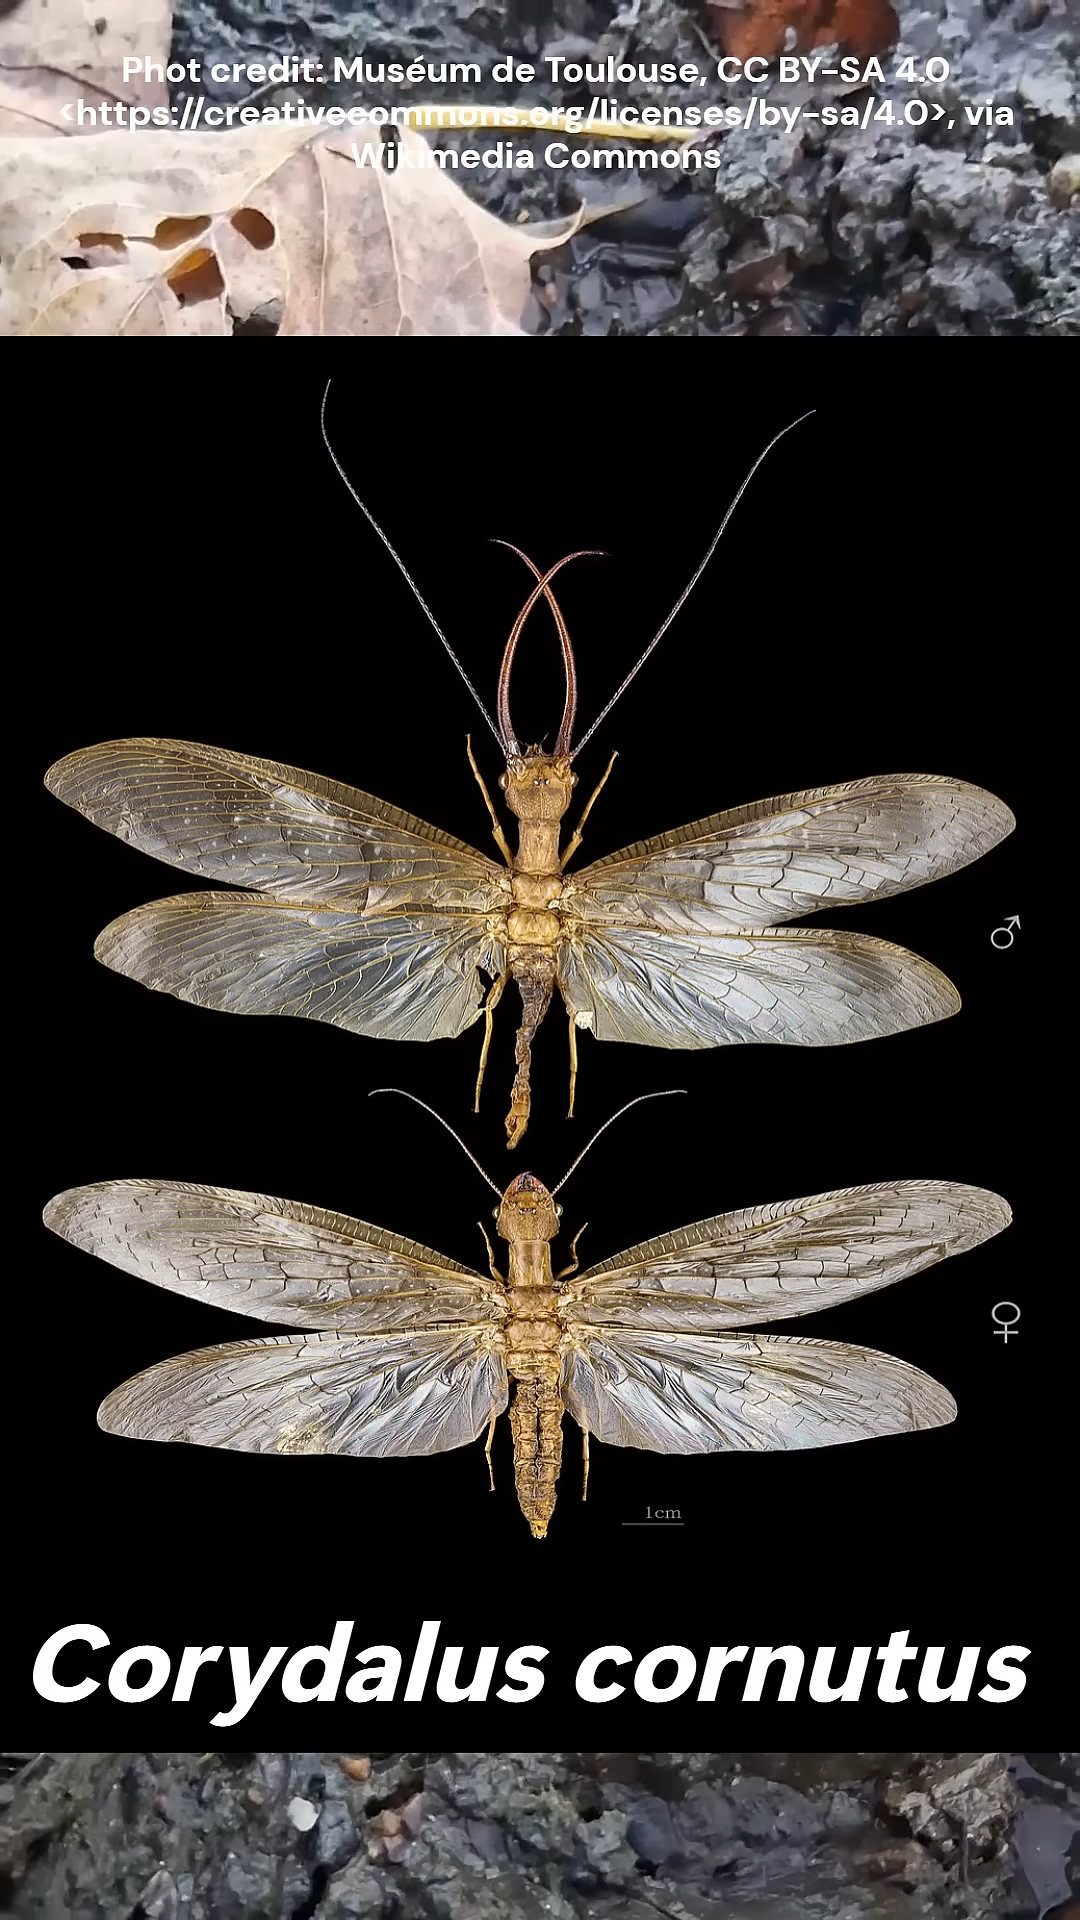 Phot credit: Muséum de Toulouse, CC BY-SA 4.0
<https://creativecommons.org/licenses/by-sa/4.0>, via
Wikimedia Commons
♂
♀
1cm
Corydalus cornutus